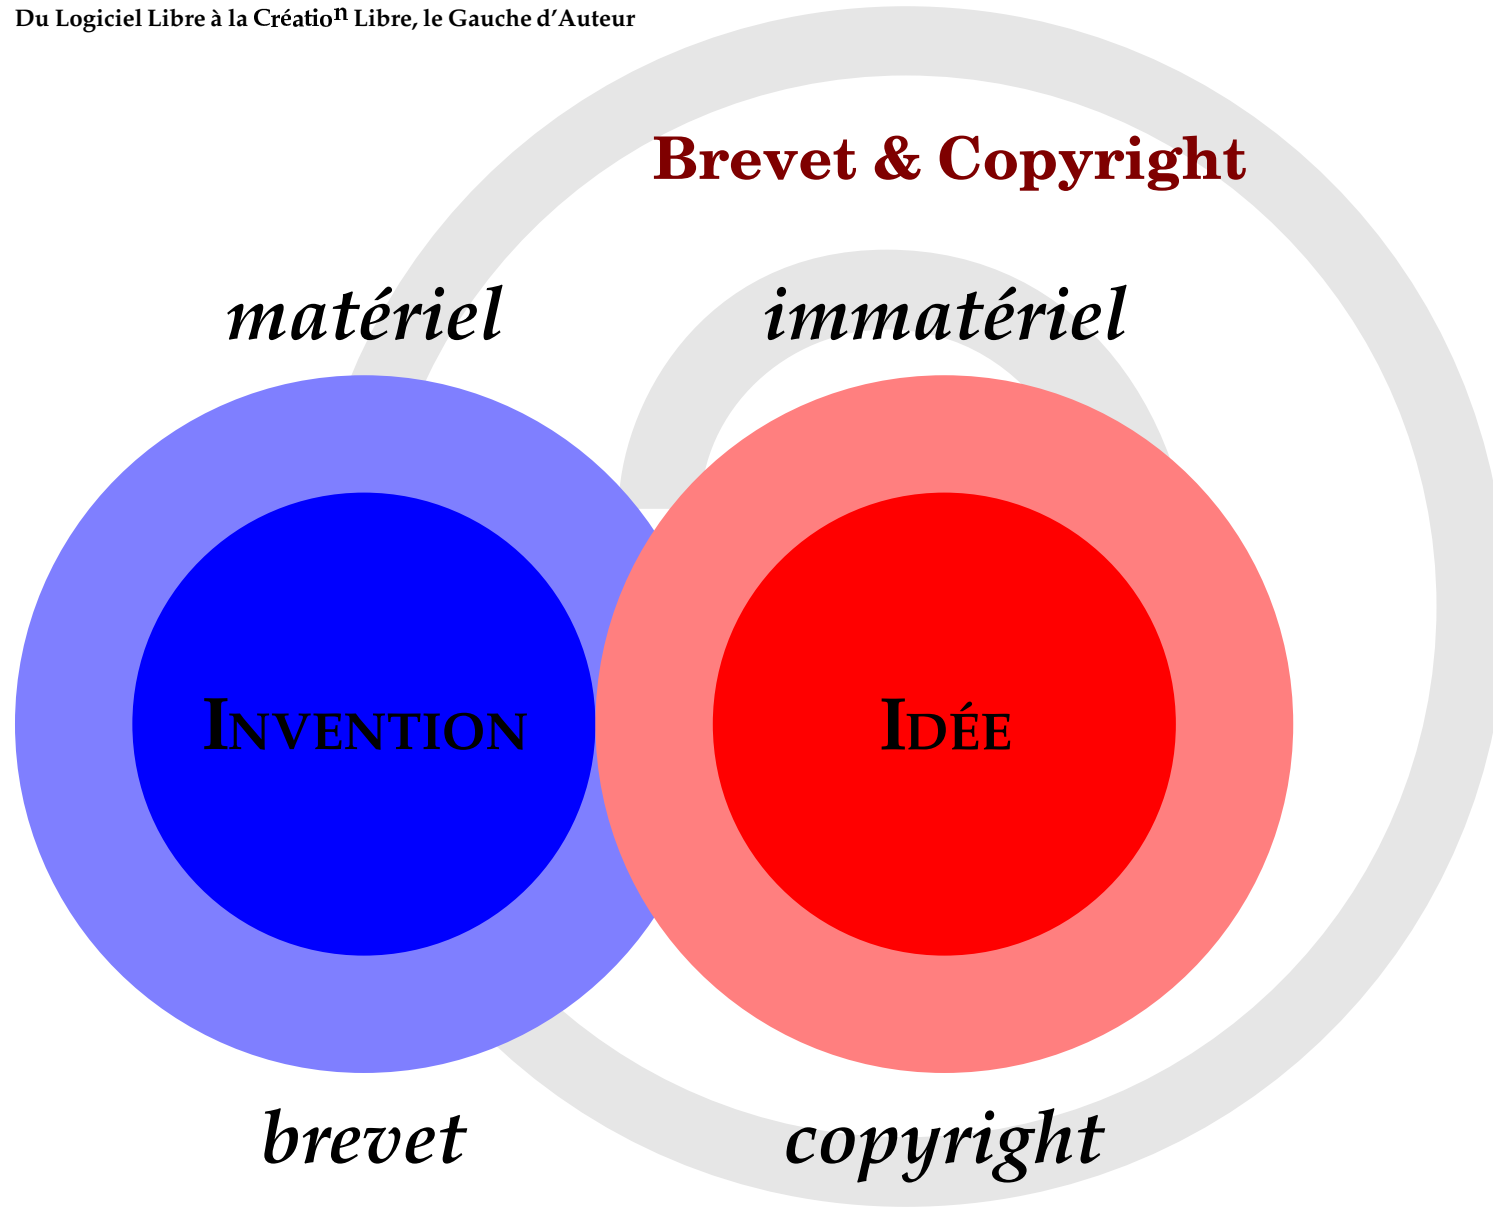 Du Logiciel Libre à la Création Libre, le Gauche d’Auteur
Brevet & Copyright
matériel immatériel
Invention Idée
brevet copyright